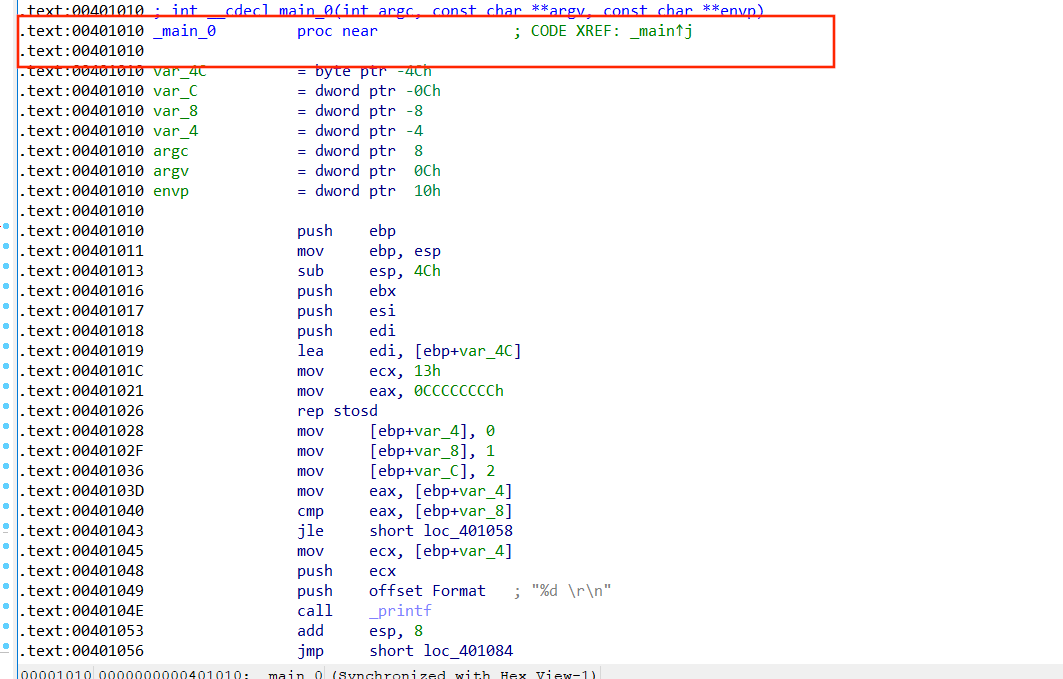 .text:00401010 ; int __cdecl main_0(int argc, const char **argv, const char **envp)
.text:00401010 _main_0 proc near ; CODE XREF: _main↑j
.text:00401010
.text:00401010 var_4C = byte ptr -4Ch
.text:00401010 var_C = dword ptr -0Ch
.text:00401010 var_8 = dword ptr -8
.text:00401010 var_4 = dword ptr -4
.text:00401010 argc = dword ptr 8
.text:00401010 argv = dword ptr 0Ch
.text:00401010 envp = dword ptr 10h
.text:00401010
.text:00401010 push ebp
.text:00401011 mov ebp, esp
.text:00401013 sub esp, 4Ch
.text:00401016 push ebx
.text:00401017 push esi
.text:00401018 push edi
.text:00401019 lea edi, [ebp+var_4C]
.text:0040101C mov ecx, 13h
.text:00401021 mov eax, 0CCCCCCCCh
.text:00401026 rep stosd
.text:00401028 mov [ebp+var_4], 0
.text:0040102F mov [ebp+var_8], 1
.text:00401036 mov [ebp+var_C], 2
.text:0040103D mov eax, [ebp+var_4]
.text:00401040 cmp eax, [ebp+var_8]
.text:00401043 jle short loc_401058
.text:00401045 mov ecx, [ebp+var_4]
.text:00401048 push ecx
.text:00401049 push offset Format ; "%d \r\n"
.text:0040104E call _printf
.text:00401053 add esp, 8
.text:00401056 jmp short loc_401084
00001010 0000000000401010: _main_0 (Synchronized with Hex View-1)